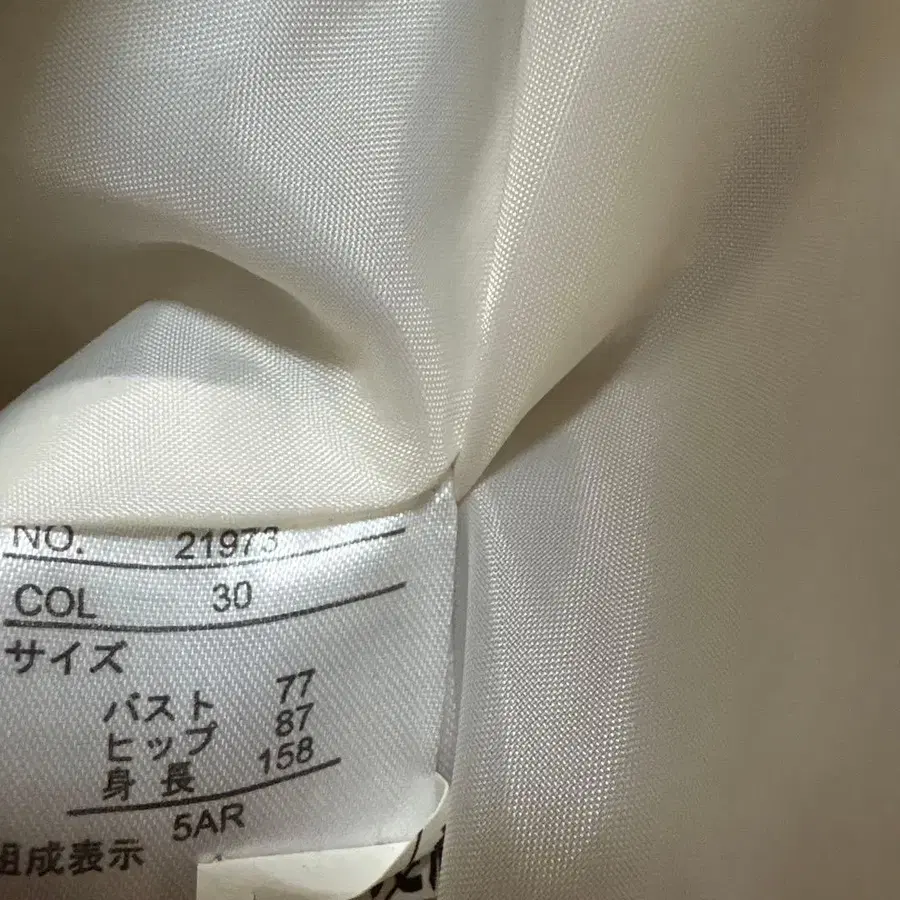 NO. 21973
COL 30
サイズ
バスト 77
ヒップ 87
身長 158
5AR
組成表示